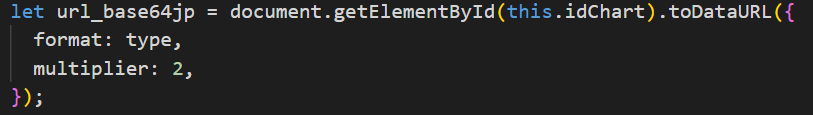 let url_base64jp = document.getElementById(this.idChart).toDataURL({
  format: type,
  multiplier: 2,
});